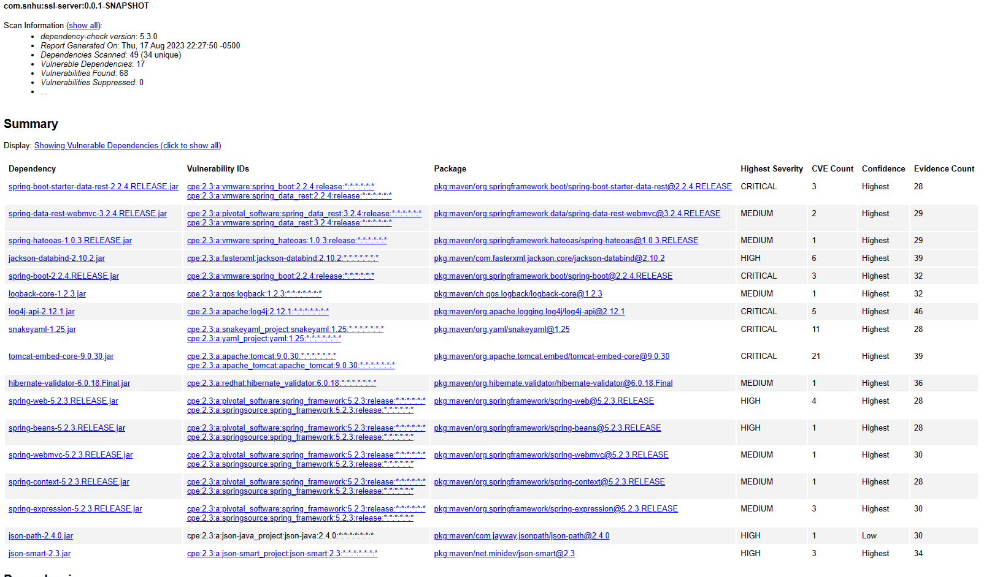 com.snhu:ssl-server:0.0.1-SNAPSHOT
Scan Information (show all):
• dependency-check version: 5.3.0
• Report Generated On: Thu, 17 Aug 2023 22:27:50 -0500
• Dependencies Scanned: 49 (34 unique)
• Vulnerable Dependencies: 17
• Vulnerabilities Found: 68
• Vulnerabilities Suppressed: 0
• ...
Summary
Display: Showing Vulnerable Dependencies (click to show all)
Dependency Vulnerability IDs Package Highest Severity CVE Count Confidence Evidence Count
spring-boot-starter-data-rest-2.2.4.RELEASE.jar cpe:2.3:a:vmware:spring_boot:2.2.4:release:*:*:*:*:*:* pkg:maven/org.springframework.boot/spring-boot-starter-data-rest@2.2.4.RELEASE CRITICAL 3 Highest 28
cpe:2.3:a:vmware:spring_data_rest:2.2.4:release:*:*:*:*:*:*
spring-data-rest-webmvc-3.2.4.RELEASE.jar cpe:2.3:a:pivotal_software:spring_data_rest:3.2.4:release:*:*:*:*:*:* pkg:maven/org.springframework.data/spring-data-rest-webmvc@3.2.4.RELEASE MEDIUM 2 Highest 29
cpe:2.3:a:vmware:spring_data_rest:3.2.4:release:*:*:*:*:*:*
spring-hateoas-1.0.3.RELEASE.jar cpe:2.3:a:vmware:spring_hateoas:1.0.3:release:*:*:*:*:*:* pkg:maven/org.springframework.hateoas/spring-hateoas@1.0.3.RELEASE MEDIUM 1 Highest 29
jackson-databind-2.10.2.jar cpe:2.3:a:fasterxml:jackson-databind:2.10.2:*:*:*:*:*:*:* pkg:maven/com.fasterxml.jackson.core/jackson-databind@2.10.2 HIGH 6 Highest 39
spring-boot-2.2.4.RELEASE.jar cpe:2.3:a:vmware:spring_boot:2.2.4:release:*:*:*:*:*:* pkg:maven/org.springframework.boot/spring-boot@2.2.4.RELEASE CRITICAL 3 Highest 32
logback-core-1.2.3.jar cpe:2.3:a:qos:logback:1.2.3:*:*:*:*:*:*:* pkg:maven/ch.qos.logback/logback-core@1.2.3 MEDIUM 1 Highest 32
log4j-api-2.12.1.jar cpe:2.3:a:apache:log4j:2.12.1:*:*:*:*:*:*:* pkg:maven/org.apache.logging.log4j/log4j-api@2.12.1 CRITICAL 5 Highest 46
snakeyaml-1.25.jar cpe:2.3:a:snakeyaml_project:snakeyaml:1.25:*:*:*:*:*:*:* pkg:maven/org.yaml/snakeyaml@1.25 CRITICAL 11 Highest 28
cpe:2.3:a:yaml_project:yaml:1.25:*:*:*:*:*:*:*
tomcat-embed-core-9.0.30.jar cpe:2.3:a:apache:tomcat:9.0.30:*:*:*:*:*:*:* pkg:maven/org.apache.tomcat.embed/tomcat-embed-core@9.0.30 CRITICAL 21 Highest 39
cpe:2.3:a:apache_tomcat:apache_tomcat:9.0.30:*:*:*:*:*:*:*
hibernate-validator-6.0.18.Final.jar cpe:2.3:a:redhat:hibernate_validator:6.0.18:*:*:*:*:*:*:* pkg:maven/org.hibernate.validator/hibernate-validator@6.0.18.Final MEDIUM 1 Highest 36
spring-web-5.2.3.RELEASE.jar cpe:2.3:a:pivotal_software:spring_framework:5.2.3:release:*:*:*:*:*:* pkg:maven/org.springframework/spring-web@5.2.3.RELEASE HIGH 4 Highest 28
cpe:2.3:a:springsource:spring_framework:5.2.3:release:*:*:*:*:*:*
spring-beans-5.2.3.RELEASE.jar cpe:2.3:a:pivotal_software:spring_framework:5.2.3:release:*:*:*:*:*:* pkg:maven/org.springframework/spring-beans@5.2.3.RELEASE HIGH 1 Highest 28
cpe:2.3:a:springsource:spring_framework:5.2.3:release:*:*:*:*:*:*
spring-webmvc-5.2.3.RELEASE.jar cpe:2.3:a:pivotal_software:spring_framework:5.2.3:release:*:*:*:*:*:* pkg:maven/org.springframework/spring-webmvc@5.2.3.RELEASE MEDIUM 1 Highest 30
cpe:2.3:a:springsource:spring_framework:5.2.3:release:*:*:*:*:*:*
spring-context-5.2.3.RELEASE.jar cpe:2.3:a:pivotal_software:spring_framework:5.2.3:release:*:*:*:*:*:* pkg:maven/org.springframework/spring-context@5.2.3.RELEASE MEDIUM 1 Highest 28
cpe:2.3:a:springsource:spring_framework:5.2.3:release:*:*:*:*:*:*
spring-expression-5.2.3.RELEASE.jar cpe:2.3:a:pivotal_software:spring_framework:5.2.3:release:*:*:*:*:*:* pkg:maven/org.springframework/spring-expression@5.2.3.RELEASE MEDIUM 3 Highest 30
cpe:2.3:a:springsource:spring_framework:5.2.3:release:*:*:*:*:*:*
json-path-2.4.0.jar cpe:2.3:a:json-java_project:json-java:2.4.0:*:*:*:*:*:*:* pkg:maven/com.jayway.jsonpath/json-path@2.4.0 HIGH 1 Low 30
json-smart-2.3.jar cpe:2.3:a:json-smart_project:json-smart:2.3:*:*:*:*:*:*:* pkg:maven/net.minidev/json-smart@2.3 HIGH 3 Highest 34